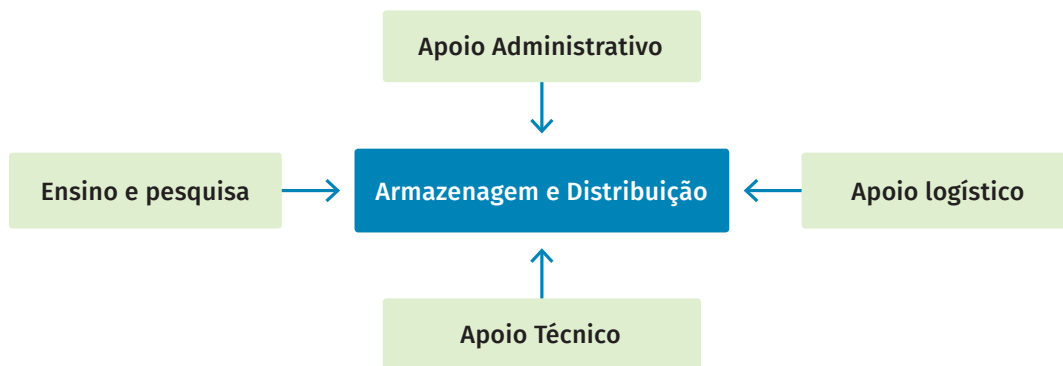 Apoio Administrativo
Ensino e pesquisa
Armazenagem e Distribuição
Apoio logístico
Apoio Técnico